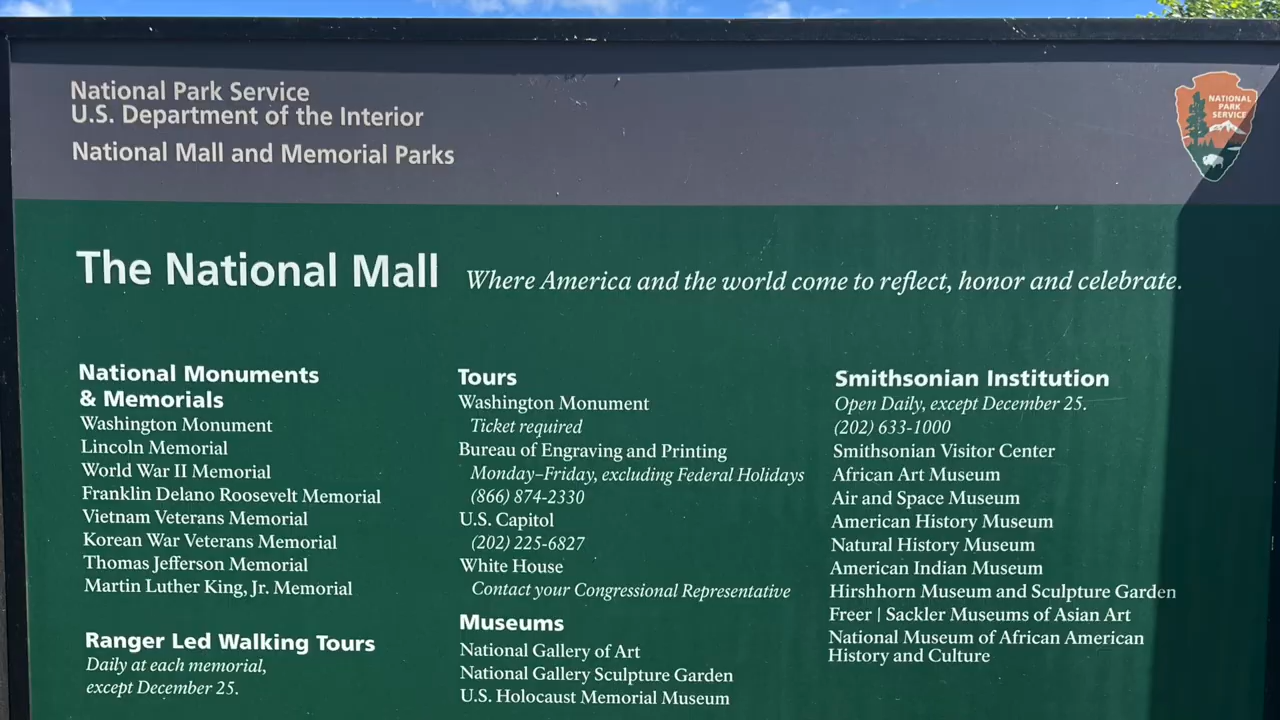 National Park Service
U.S. Department of the Interior
National Mall and Memorial Parks
NATIONAL
PARK
SERVICE
The National Mall
Where America and the world come to reflect, honor and celebrate.
National Monuments
& Memorials
Washington Monument
Lincoln Memorial
World War II Memorial
Franklin Delano Roosevelt Memorial
Vietnam Veterans Memorial
Korean War Veterans Memorial
Thomas Jefferson Memorial
Martin Luther King, Jr. Memorial
Ranger Led Walking Tours
Daily at each memorial,
except December 25.
Tours
Washington Monument
Ticket required
Bureau of Engraving and Printing
Monday–Friday, excluding Federal Holidays
(866) 874-2330
U.S. Capitol
(202) 225-6827
White House
Contact your Congressional Representative
Museums
National Gallery of Art
National Gallery Sculpture Garden
U.S. Holocaust Memorial Museum
Smithsonian Institution
Open Daily, except December 25.
(202) 633-1000
Smithsonian Visitor Center
African Art Museum
Air and Space Museum
American History Museum
Natural History Museum
American Indian Museum
Hirshhorn Museum and Sculpture Garden
Freer | Sackler Museums of Asian Art
National Museum of African American
History and Culture